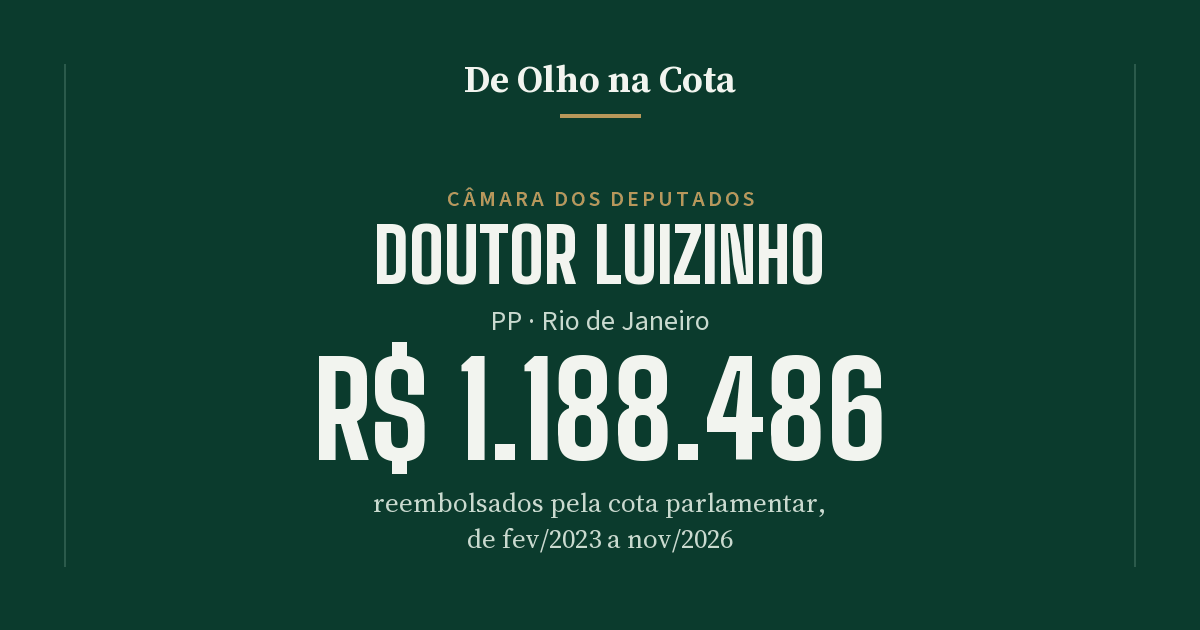 De Olho na Cota
CÂMARA DOS DEPUTADOS
DOUTOR LUIZINHO
PP · Rio de Janeiro
R$ 1.188.486
reembolsados pela cota parlamentar,
de fev/2023 a nov/2026